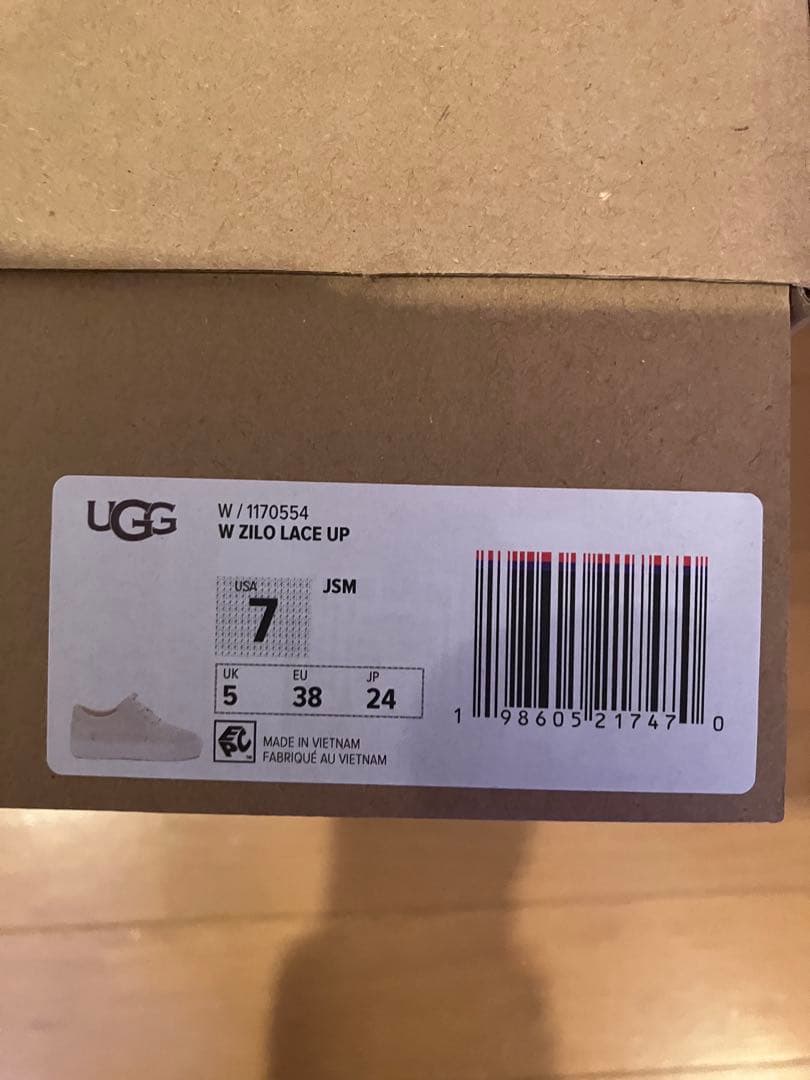 UGG
W / 1170554
W ZILO LACE UP
USA
7
JSM
UK EU JP
5 38 24
EPC
MADE IN VIETNAM
FABRIQUÉ AU VIETNAM
1 98605 21747 0